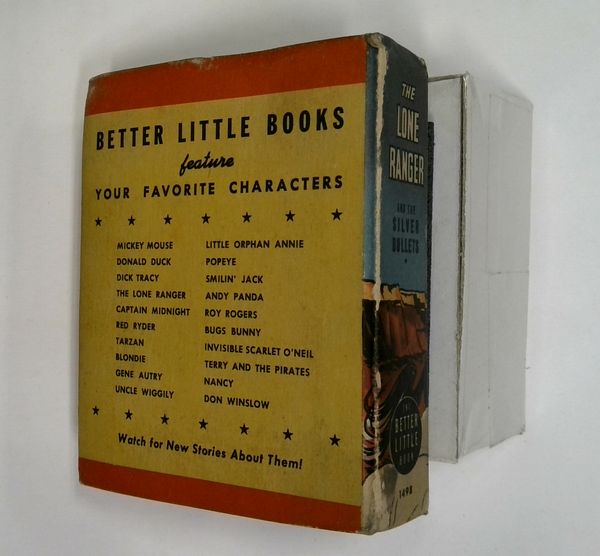 BETTER LITTLE BOOKS
feature
YOUR FAVORITE CHARACTERS
MICKEY MOUSE
DONALD DUCK
DICK TRACY
THE LONE RANGER
CAPTAIN MIDNIGHT
RED RYDER
TARZAN
BLONDIE
GENE AUTRY
UNCLE WIGGILY
LITTLE ORPHAN ANNIE
POPEYE
SMILIN' JACK
ANDY PANDA
ROY ROGERS
BUGS BUNNY
INVISIBLE SCARLET O'NEIL
TERRY AND THE PIRATES
NANCY
DON WINSLOW
Watch for New Stories About Them!
THE
LONE
RANGER
AND THE
SILVER
BULLETS
THE
BETTER
LITTLE
BOOK
1498